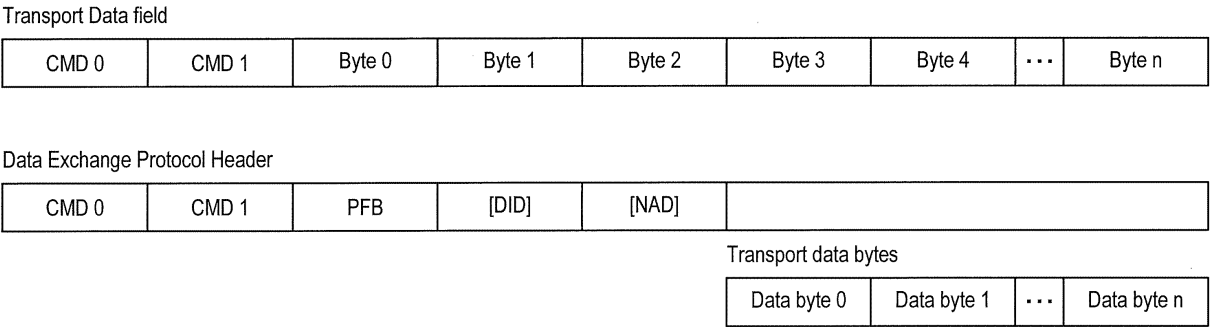 Transport Data field
CMD 0 CMD 1 Byte 0 Byte 1 Byte 2 Byte 3 Byte 4 ... Byte n
Data Exchange Protocol Header
CMD 0 CMD 1 PFB [DID] [NAD]
Transport data bytes
Data byte 0 Data byte 1 ... Data byte n